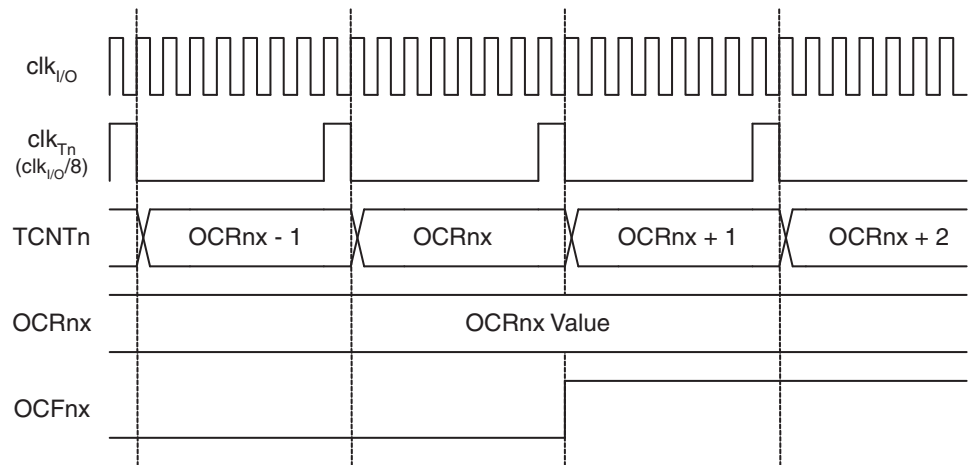 clkI/O
clkTn
(clkI/O/8)
TCNTn
OCRnx - 1
OCRnx
OCRnx + 1
OCRnx + 2
OCRnx
OCRnx Value
OCFnx